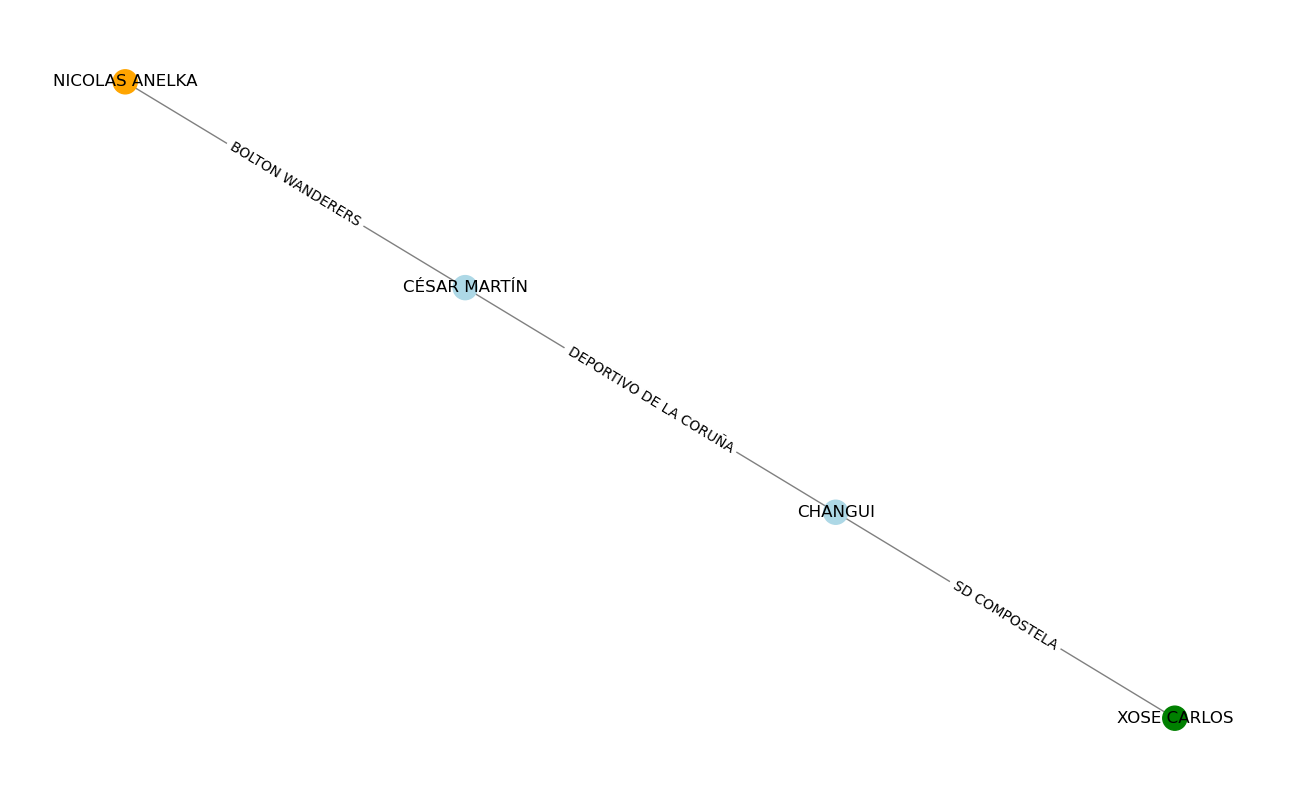 NICOLAS ANELKA
BOLTON WANDERERS
CÉSAR MARTÍN
DEPORTIVO DE LA CORUÑA
CHANGUI
SD COMPOSTELA
XOSE CARLOS